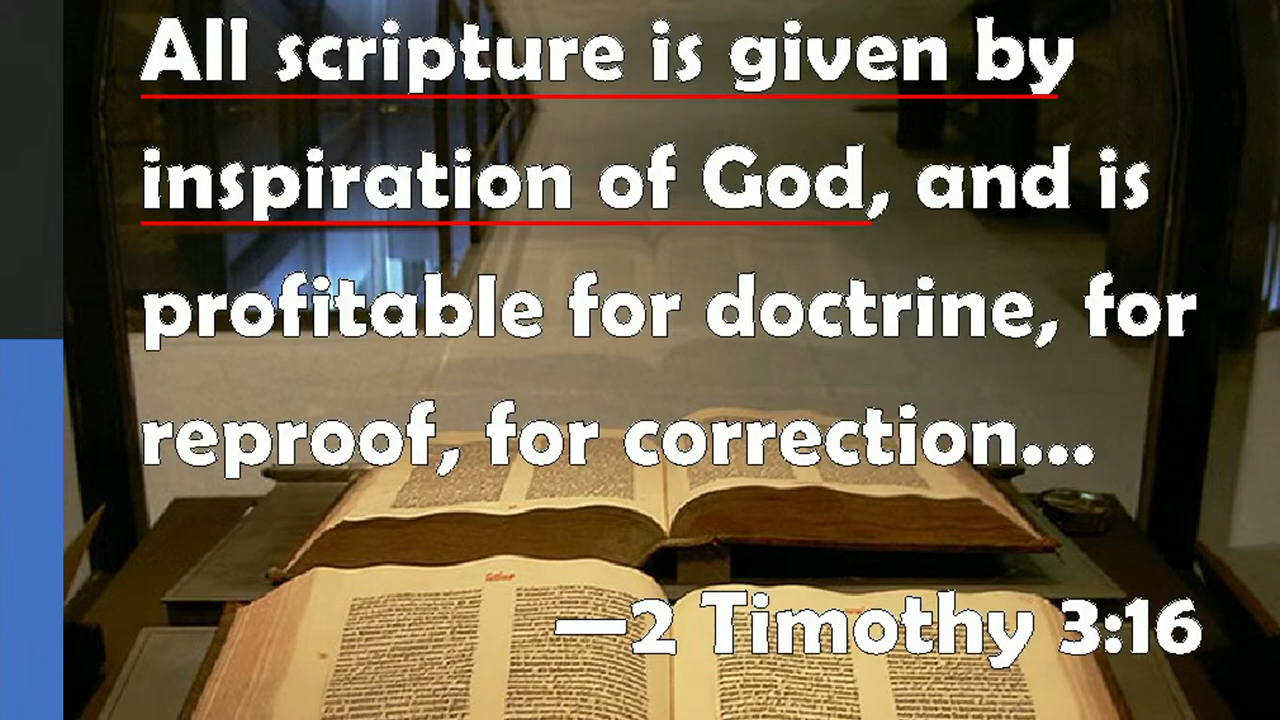 All scripture is given by
inspiration of God, and is
profitable for doctrine, for
reproof, for correction...
—2 Timothy 3:16